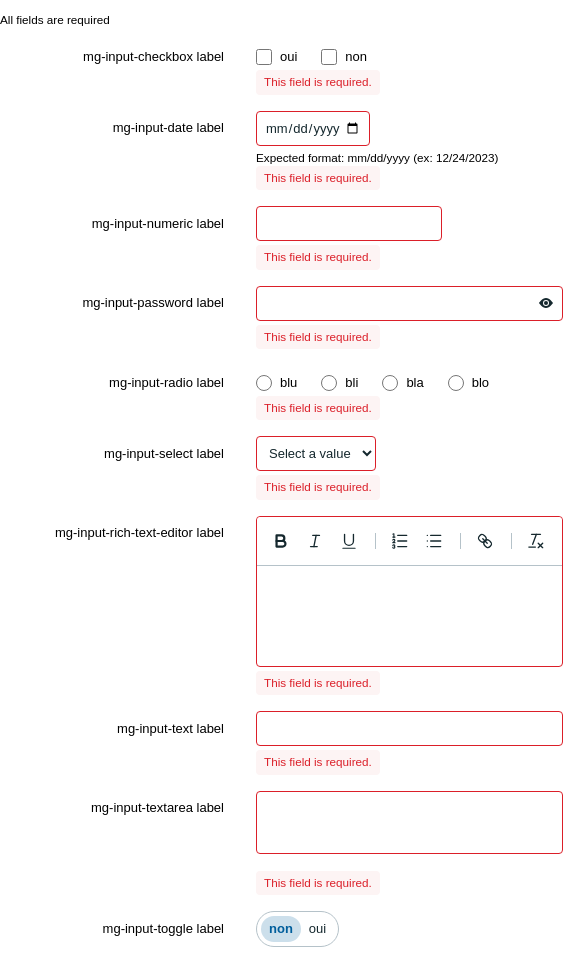 All fields are required
mg-input-checkbox label oui non
This field is required.
mg-input-date label mm/dd/yyyy
Expected format: mm/dd/yyyy (ex: 12/24/2023)
This field is required.
mg-input-numeric label
This field is required.
mg-input-password label
This field is required.
mg-input-radio label blu bli bla blo
This field is required.
mg-input-select label Select a value
This field is required.
mg-input-rich-text-editor label
This field is required.
mg-input-text label
This field is required.
mg-input-textarea label
This field is required.
mg-input-toggle label non oui